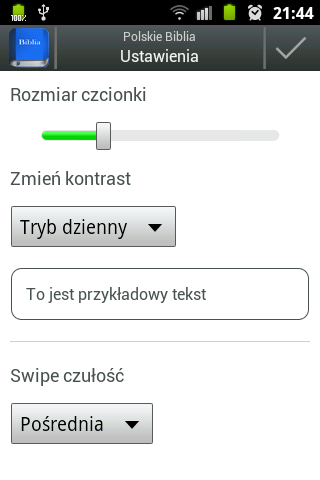 100%
21:44
Biblia
Polskie Biblia
Ustawienia
Rozmiar czcionki
Zmień kontrast
Tryb dzienny
To jest przykładowy tekst
Swipe czułość
Pośrednia